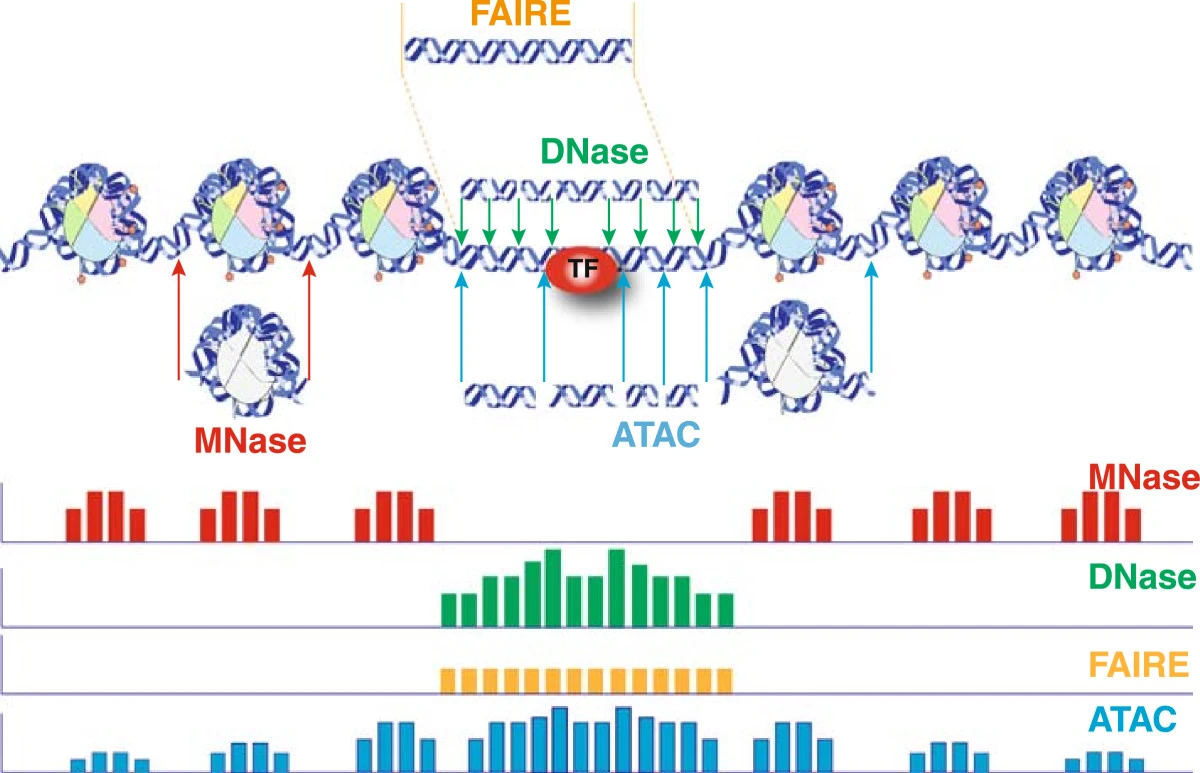 FAIRE
DNase
TF
MNase
ATAC
MNase
DNase
FAIRE
ATAC